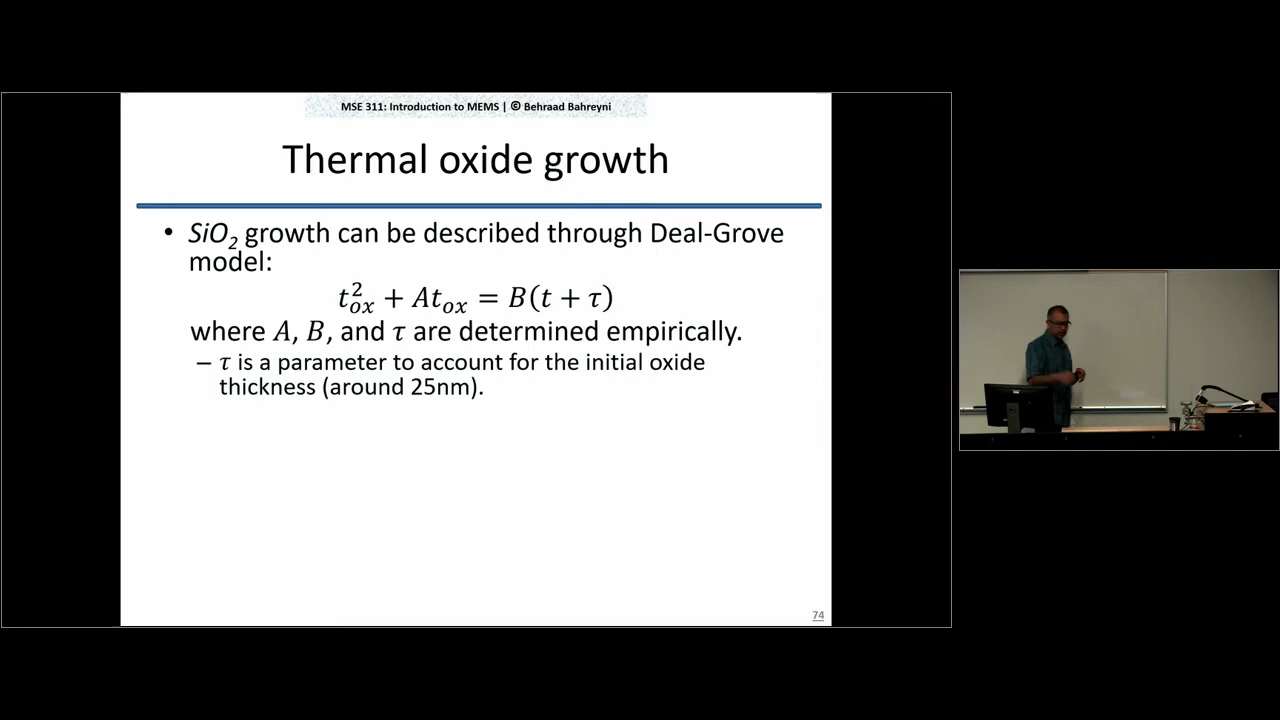 MSE 311: Introduction to MEMS | © Behraad Bahreyni
Thermal oxide growth
• SiO₂ growth can be described through Deal-Grove
model:
t²ₒₓ + Atₒₓ = B(t + τ)
where A, B, and τ are determined empirically.
– τ is a parameter to account for the initial oxide
thickness (around 25nm).
74